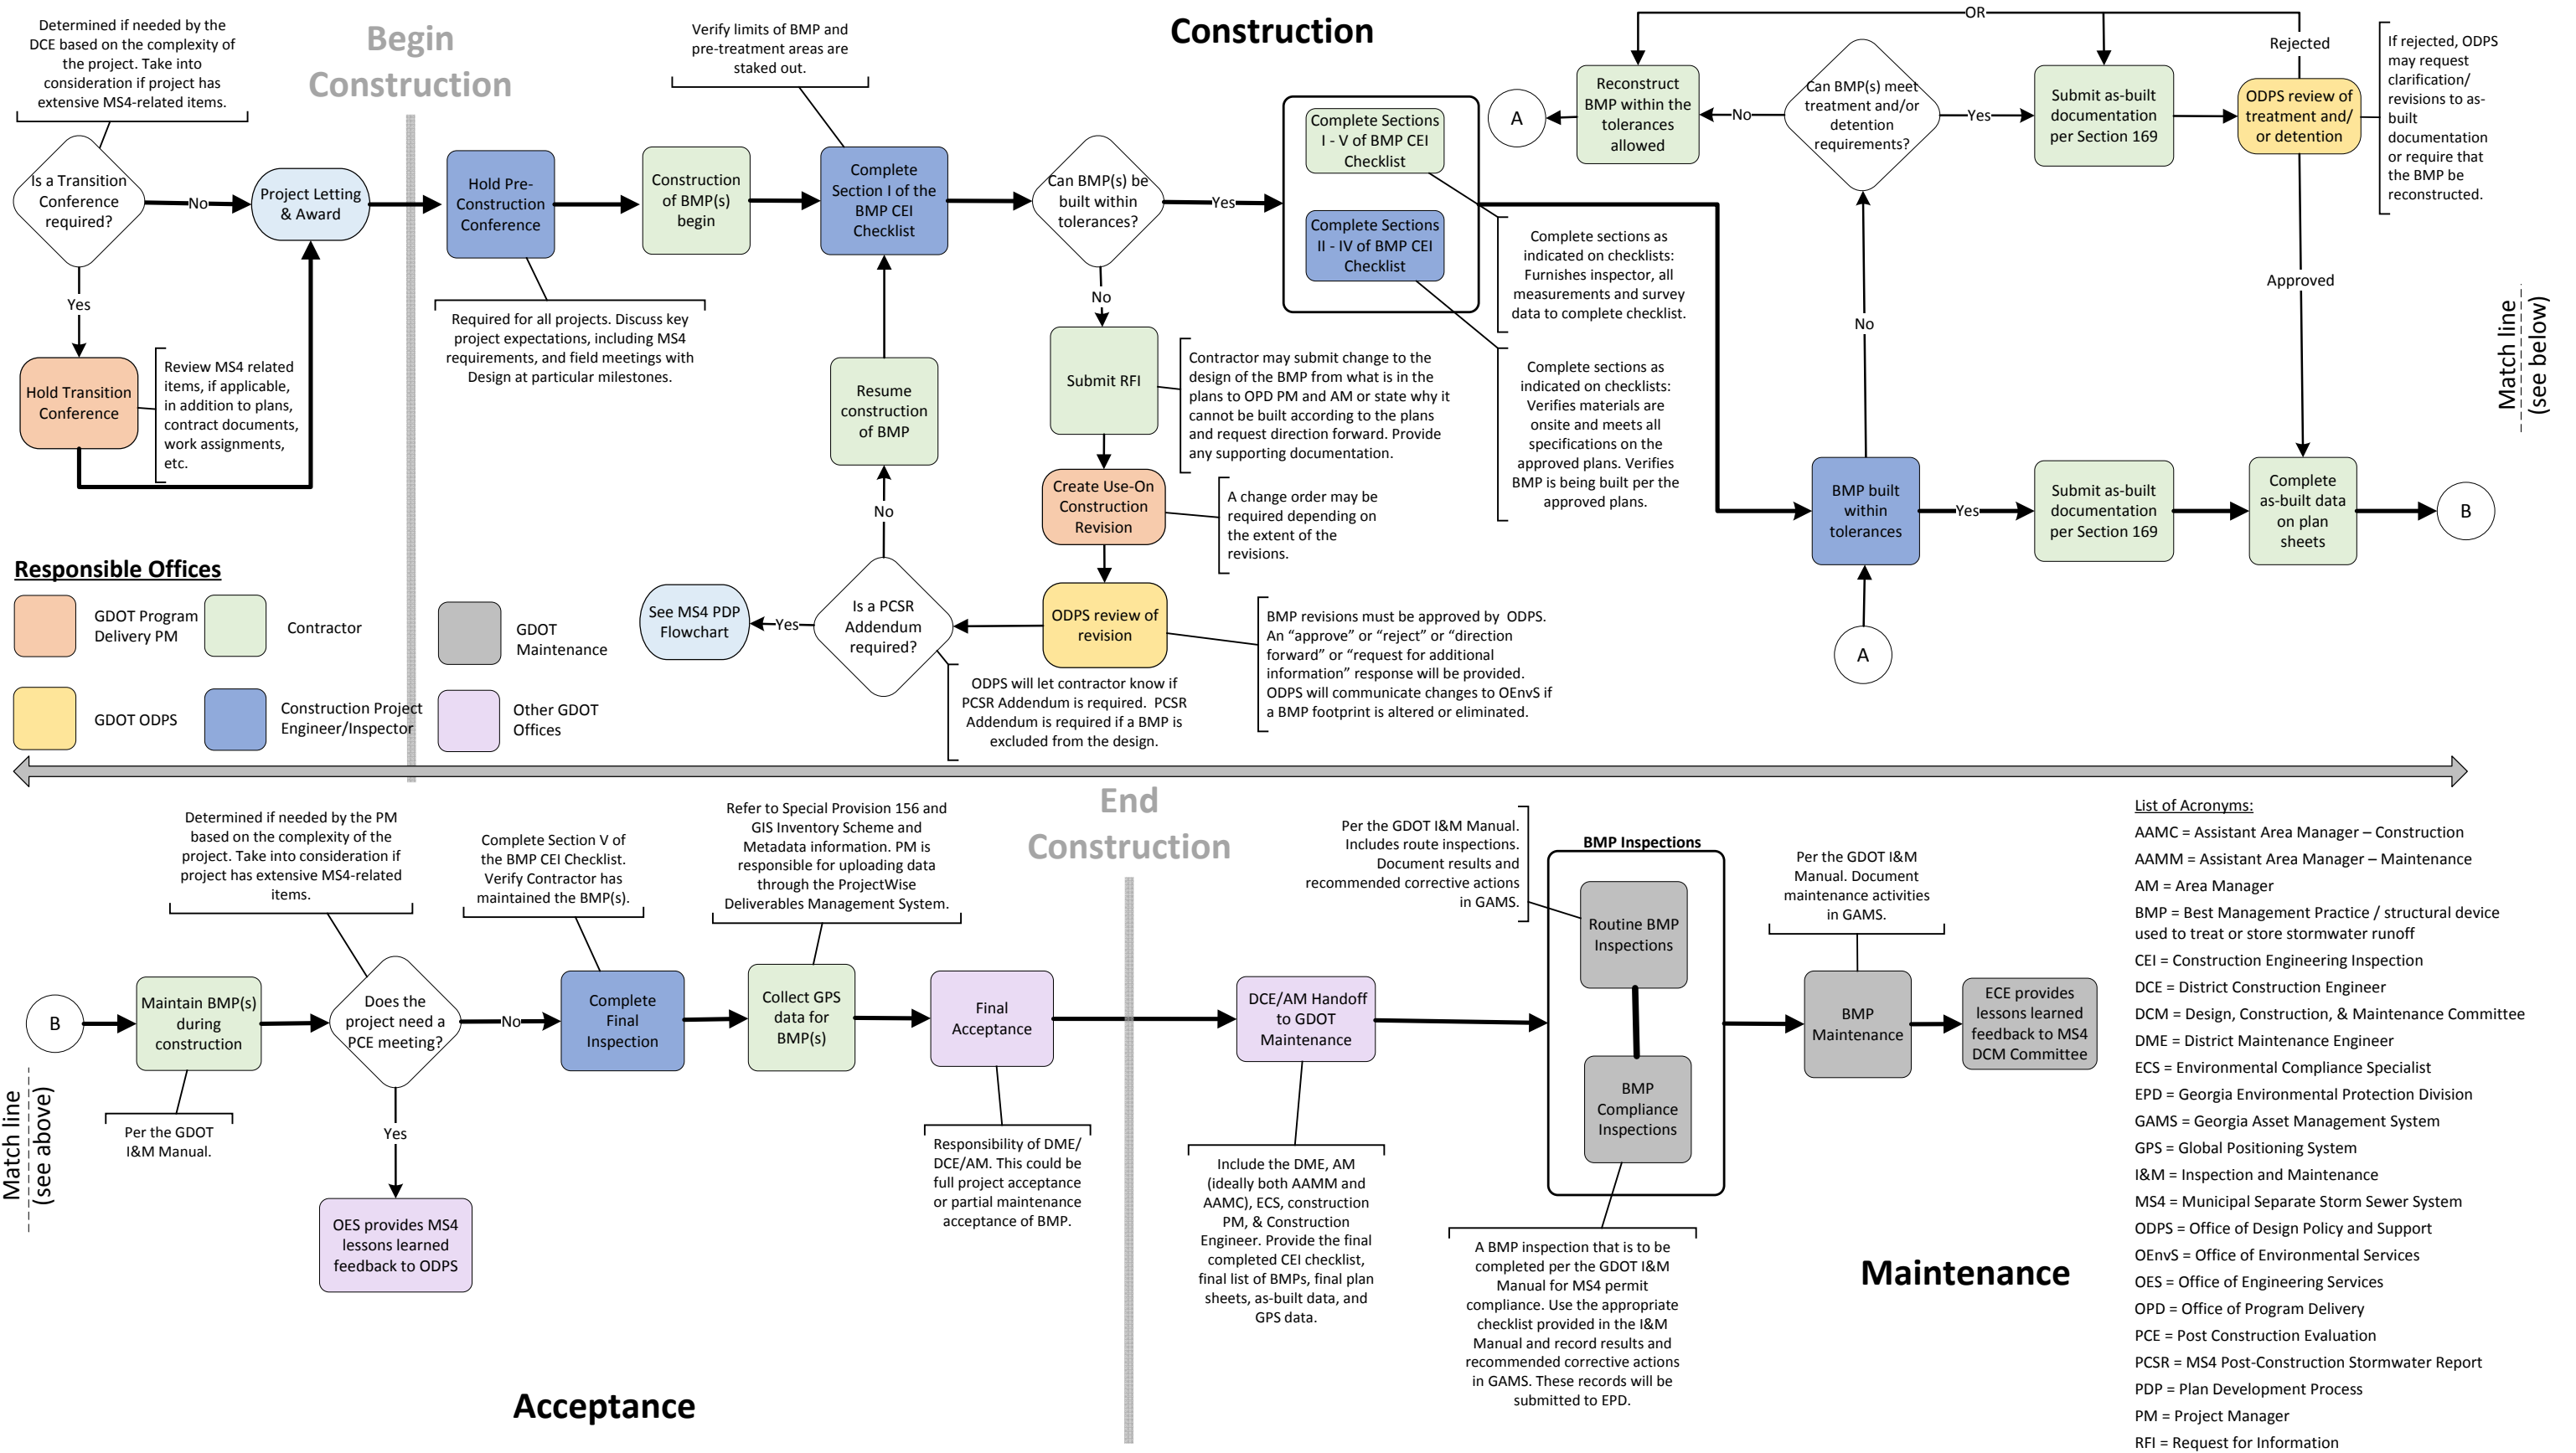 Determined if needed by the
DCE based on the complexity of
the project. Take into
consideration if project has
extensive MS4-related items.
Begin
Construction
Verify limits of BMP and
pre-treatment areas are
staked out.
Construction
OR
Rejected
If rejected, ODPS
may request
clarification/
revisions to as-
built
documentation
or require that
the BMP be
reconstructed.
Is a Transition
Conference
required?
No
Project Letting
& Award
Hold Pre-
Construction
Conference
Construction
of BMP(s)
begin
Complete
Section I of the
BMP CEI
Checklist
Can BMP(s) be
built within
tolerances?
Yes
Complete Sections
I - V of BMP CEI
Checklist
Complete Sections
II - IV of BMP CEI
Checklist
A
Reconstruct
BMP within the
tolerances
allowed
No
Can BMP(s) meet
treatment and/or
detention
requirements?
Yes
Submit as-built
documentation
per Section 169
ODPS review of
treatment and/
or detention
Approved
Match line
(see below)
Yes
Hold Transition
Conference
Review MS4 related
items, if applicable,
in addition to plans,
contract documents,
work assignments,
etc.
Required for all projects. Discuss key
project expectations, including MS4
requirements, and field meetings with
Design at particular milestones.
Resume
construction
of BMP
No
No
Submit RFI
Contractor may submit change to the
design of the BMP from what is in the
plans to OPD PM and AM or state why it
cannot be built according to the plans
and request direction forward. Provide
any supporting documentation.
Complete sections as
indicated on checklists:
Furnishes inspector, all
measurements and survey
data to complete checklist.
Complete sections as
indicated on checklists:
Verifies materials are
onsite and meets all
specifications on the
approved plans. Verifies
BMP is being built per the
approved plans.
Create Use-On
Construction
Revision
A change order may be
required depending on
the extent of the
revisions.
No
BMP built
within
tolerances
Yes
Submit as-built
documentation
per Section 169
Complete
as-built data
on plan
sheets
B
A
See MS4 PDP
Flowchart
Yes
Is a PCSR
Addendum
required?
ODPS review of
revision
BMP revisions must be approved by ODPS.
An “approve” or “reject” or “direction
forward” or “request for additional
information” response will be provided.
ODPS will communicate changes to OEnvS if
a BMP footprint is altered or eliminated.
ODPS will let contractor know if
PCSR Addendum is required. PCSR
Addendum is required if a BMP is
excluded from the design.
Responsible Offices
GDOT Program
Delivery PM
Contractor
GDOT
Maintenance
GDOT ODPS
Construction Project
Engineer/Inspector
Other GDOT
Offices
Determined if needed by the PM
based on the complexity of the
project. Take into consideration if
project has extensive MS4-related
items.
Complete Section V of
the BMP CEI Checklist.
Verify Contractor has
maintained the BMP(s).
Refer to Special Provision 156 and
GIS Inventory Scheme and
Metadata information. PM is
responsible for uploading data
through the ProjectWise
Deliverables Management System.
End
Construction
Per the GDOT I&M Manual.
Includes route inspections.
Document results and
recommended corrective actions
in GAMS.
BMP Inspections
Routine BMP
Inspections
BMP
Compliance
Inspections
Per the GDOT I&M
Manual. Document
maintenance activities
in GAMS.
B
Maintain BMP(s)
during
construction
Does the
project need a
PCE meeting?
No
Complete
Final
Inspection
Collect GPS
data for
BMP(s)
Final
Acceptance
DCE/AM Handoff
to GDOT
Maintenance
BMP
Maintenance
ECE provides
lessons learned
feedback to MS4
DCM Committee
Match line
(see above)
Per the GDOT
I&M Manual.
Yes
OES provides MS4
lessons learned
feedback to ODPS
Responsibility of DME/
DCE/AM. This could be
full project acceptance
or partial maintenance
acceptance of BMP.
Include the DME, AM
(ideally both AAMM and
AAMC), ECS, construction
PM, & Construction
Engineer. Provide the final
completed CEI checklist,
final list of BMPs, final plan
sheets, as-built data, and
GPS data.
A BMP inspection that is to be
completed per the GDOT I&M
Manual for MS4 permit
compliance. Use the appropriate
checklist provided in the I&M
Manual and record results and
recommended corrective actions
in GAMS. These records will be
submitted to EPD.
Acceptance
Maintenance
List of Acronyms:
AAMC = Assistant Area Manager – Construction
AAMM = Assistant Area Manager – Maintenance
AM = Area Manager
BMP = Best Management Practice / structural device
used to treat or store stormwater runoff
CEI = Construction Engineering Inspection
DCE = District Construction Engineer
DCM = Design, Construction, & Maintenance Committee
DME = District Maintenance Engineer
ECS = Environmental Compliance Specialist
EPD = Georgia Environmental Protection Division
GAMS = Georgia Asset Management System
GPS = Global Positioning System
I&M = Inspection and Maintenance
MS4 = Municipal Separate Storm Sewer System
ODPS = Office of Design Policy and Support
OEnvS = Office of Environmental Services
OES = Office of Engineering Services
OPD = Office of Program Delivery
PCE = Post Construction Evaluation
PCSR = MS4 Post-Construction Stormwater Report
PDP = Plan Development Process
PM = Project Manager
RFI = Request for Information